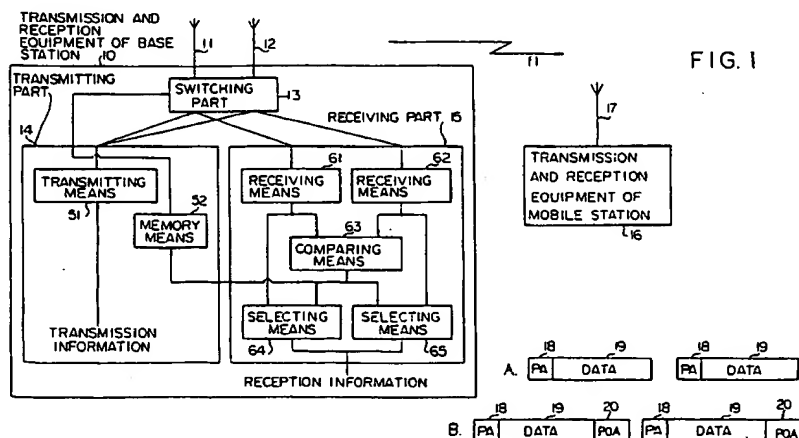 TRANSMISSION AND
RECEPTION
EQUIPMENT OF BASE
STATION
10
11
12
f1
FIG. 1
TRANSMITTING
PART
SWITCHING
PART
13
RECEIVING PART 15
17
14
TRANSMITTING
MEANS
51
52
MEMORY
MEANS
61
RECEIVING
MEANS
62
RECEIVING
MEANS
63
COMPARING
MEANS
SELECTING
MEANS
64
SELECTING
MEANS
65
TRANSMISSION
INFORMATION
RECEPTION INFORMATION
TRANSMISSION
AND RECEPTION
EQUIPMENT OF
MOBILE STATION
16
18 19 18 19
A. PA DATA PA DATA
18 19 20 18 19 20
B. PA DATA POA PA DATA POA